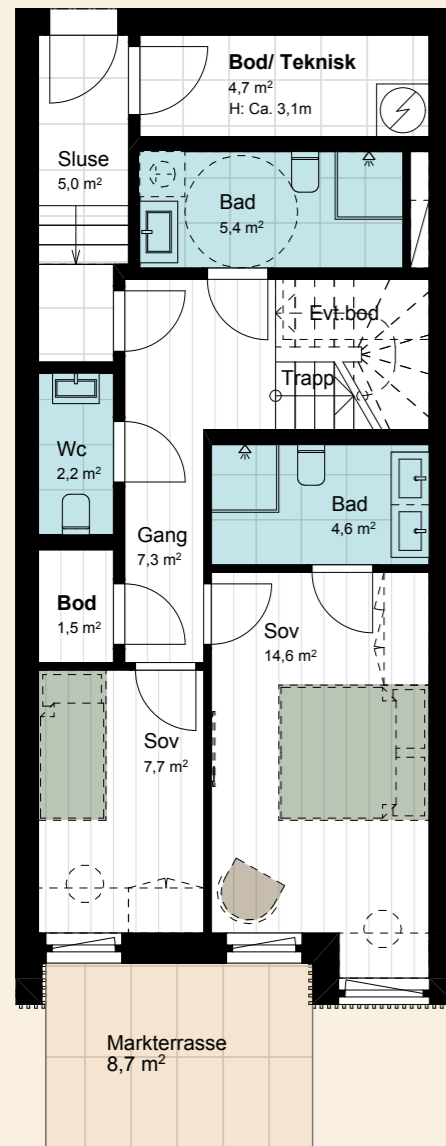 Bod/ Teknisk
4,7 m²
H: Ca. 3,1m
Sluse
5,0 m²
Bad
5,4 m²
Evt.bod
Trapp
Wc
2,2 m²
Bad
4,6 m²
Gang
7,3 m²
Bod
1,5 m²
Sov
14,6 m²
Sov
7,7 m²
Markterrasse
8,7 m²